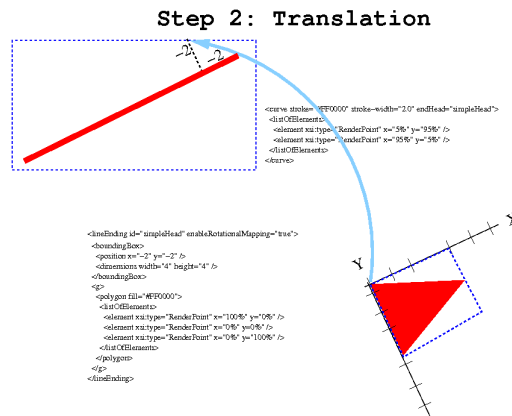 Step 2: Translation
-2
-2
<curve stroke="#FF0000" stroke-width="2.0" endHead="simpleHead">
<listOfElements>
<element xsi:type="RenderPoint" x="5%" y="95%" />
<element xsi:type="RenderPoint" x="95%" y="5%" />
</listOfElements>
</curve>
X
Y
<lineEnding id="simpleHead" enableRotationalMapping="true">
<boundingBox>
<position x="-2" y="-2" />
<dimensions width="4" height="4" />
</boundingBox>
<g>
<polygon fill="#FF0000">
<listOfElements>
<element xsi:type="RenderPoint" x="100%" y="0%" />
<element xsi:type="RenderPoint" x="0%" y="0%" />
<element xsi:type="RenderPoint" x="0%" y="100%" />
</listOfElements>
</polygon>
</g>
</lineEnding>